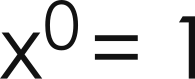 x⁰ = 1